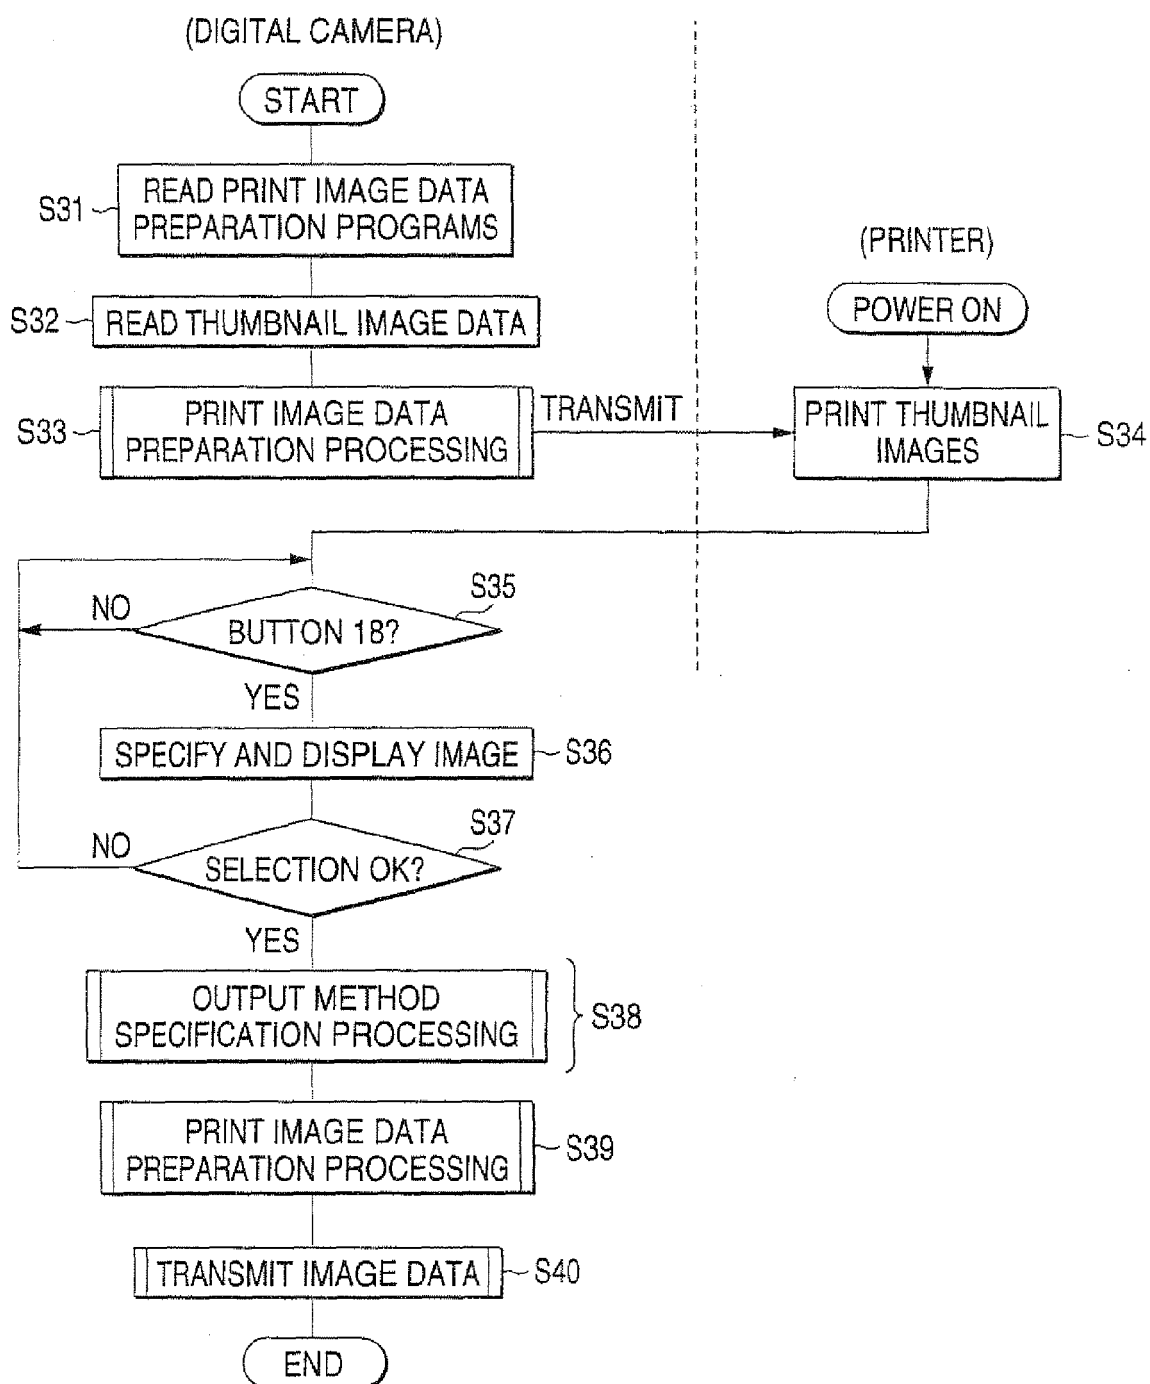 (DIGITAL CAMERA)
START
S31
READ PRINT IMAGE DATA
PREPARATION PROGRAMS
(PRINTER)
S32
READ THUMBNAIL IMAGE DATA
POWER ON
S33
PRINT IMAGE DATA
PREPARATION PROCESSING
TRANSMIT
PRINT THUMBNAIL
IMAGES
S34
S35
NO
BUTTON 18?
YES
SPECIFY AND DISPLAY IMAGE
S36
S37
NO
SELECTION OK?
YES
OUTPUT METHOD
SPECIFICATION PROCESSING
S38
PRINT IMAGE DATA
PREPARATION PROCESSING
S39
TRANSMIT IMAGE DATA
S40
END